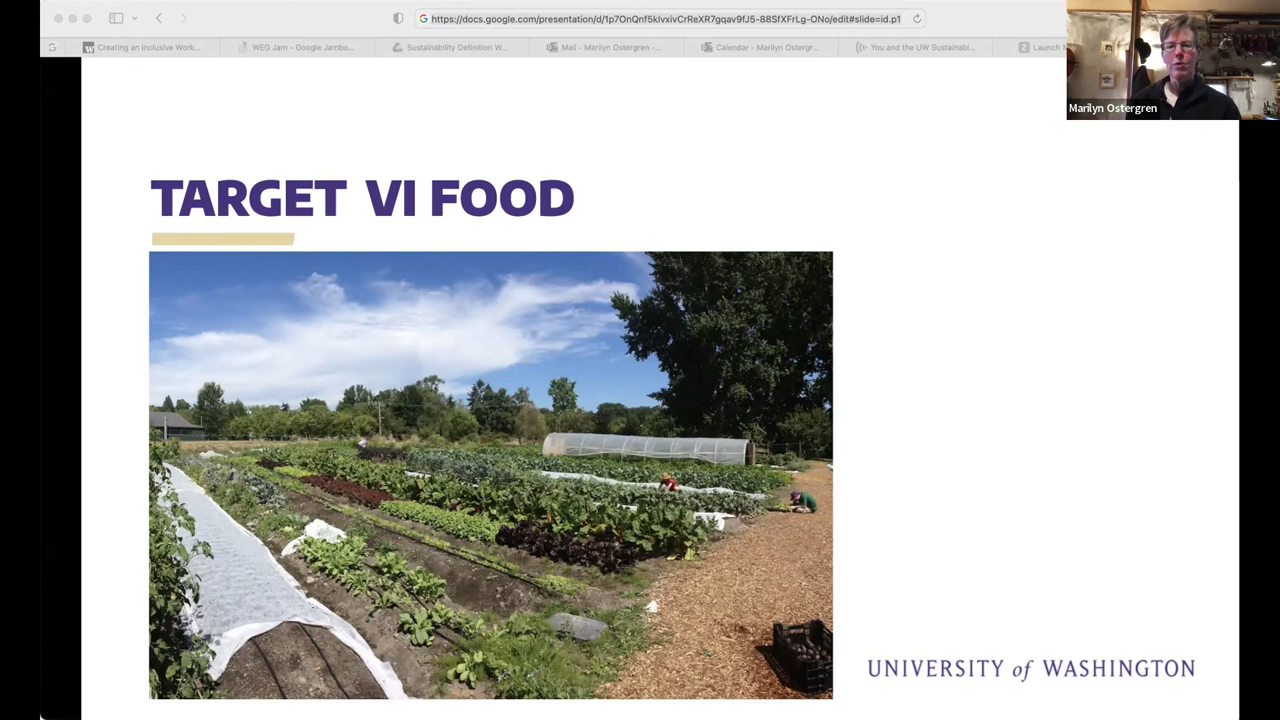 https://docs.google.com/presentation/d/1p7OnQnf5klvxivCrReXR7gqav9fJ5-88SfXFrLg-ONo/edit#slide=id.p1
Creating an Inclusive Work...
WEG Jam - Google Jambo...
Sustainability Definition W...
Mail - Marilyn Ostergren -...
Calendar - Marilyn Ostergr...
You and the UW Sustainabi...
Launch
Marilyn Ostergren
TARGET VI FOOD
UNIVERSITY of WASHINGTON